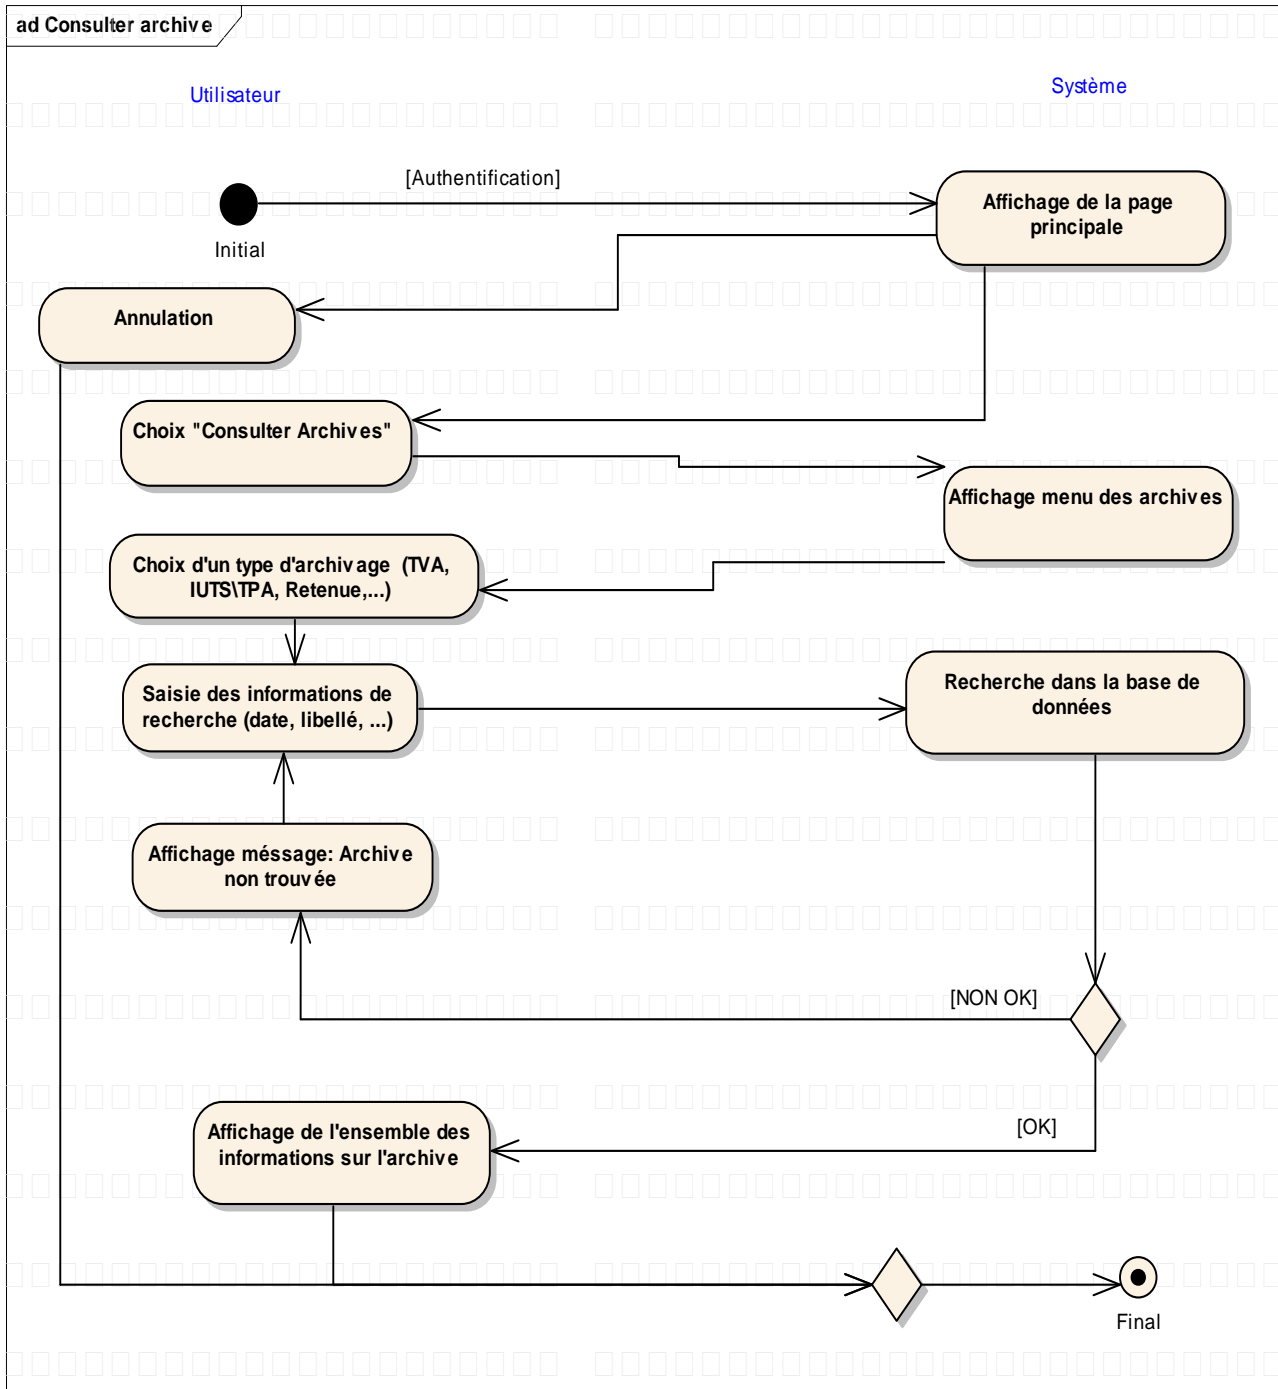 ad Consulter archive
Utilisateur
Système
[Authentification]
Initial
Affichage de la page
principale
Annulation
Choix "Consulter Archives"
Affichage menu des archives
Choix d'un type d'archivage (TVA,
IUTS\TPA, Retenue,...)
Saisie des informations de
recherche (date, libellé, ...)
Recherche dans la base de
données
Affichage méssage: Archive
non trouvée
[NON OK]
[OK]
Affichage de l'ensemble des
informations sur l'archive
Final